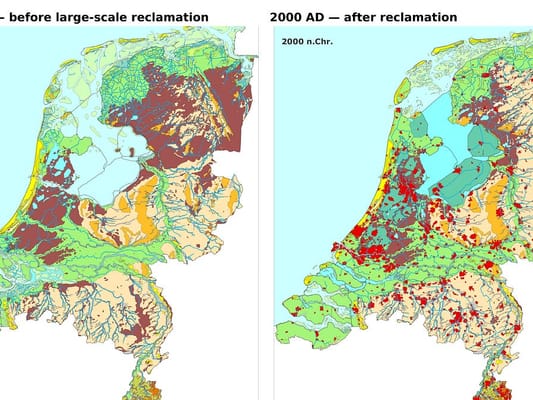 — before large-scale reclamation
2000 AD — after reclamation
2000 n.Chr.